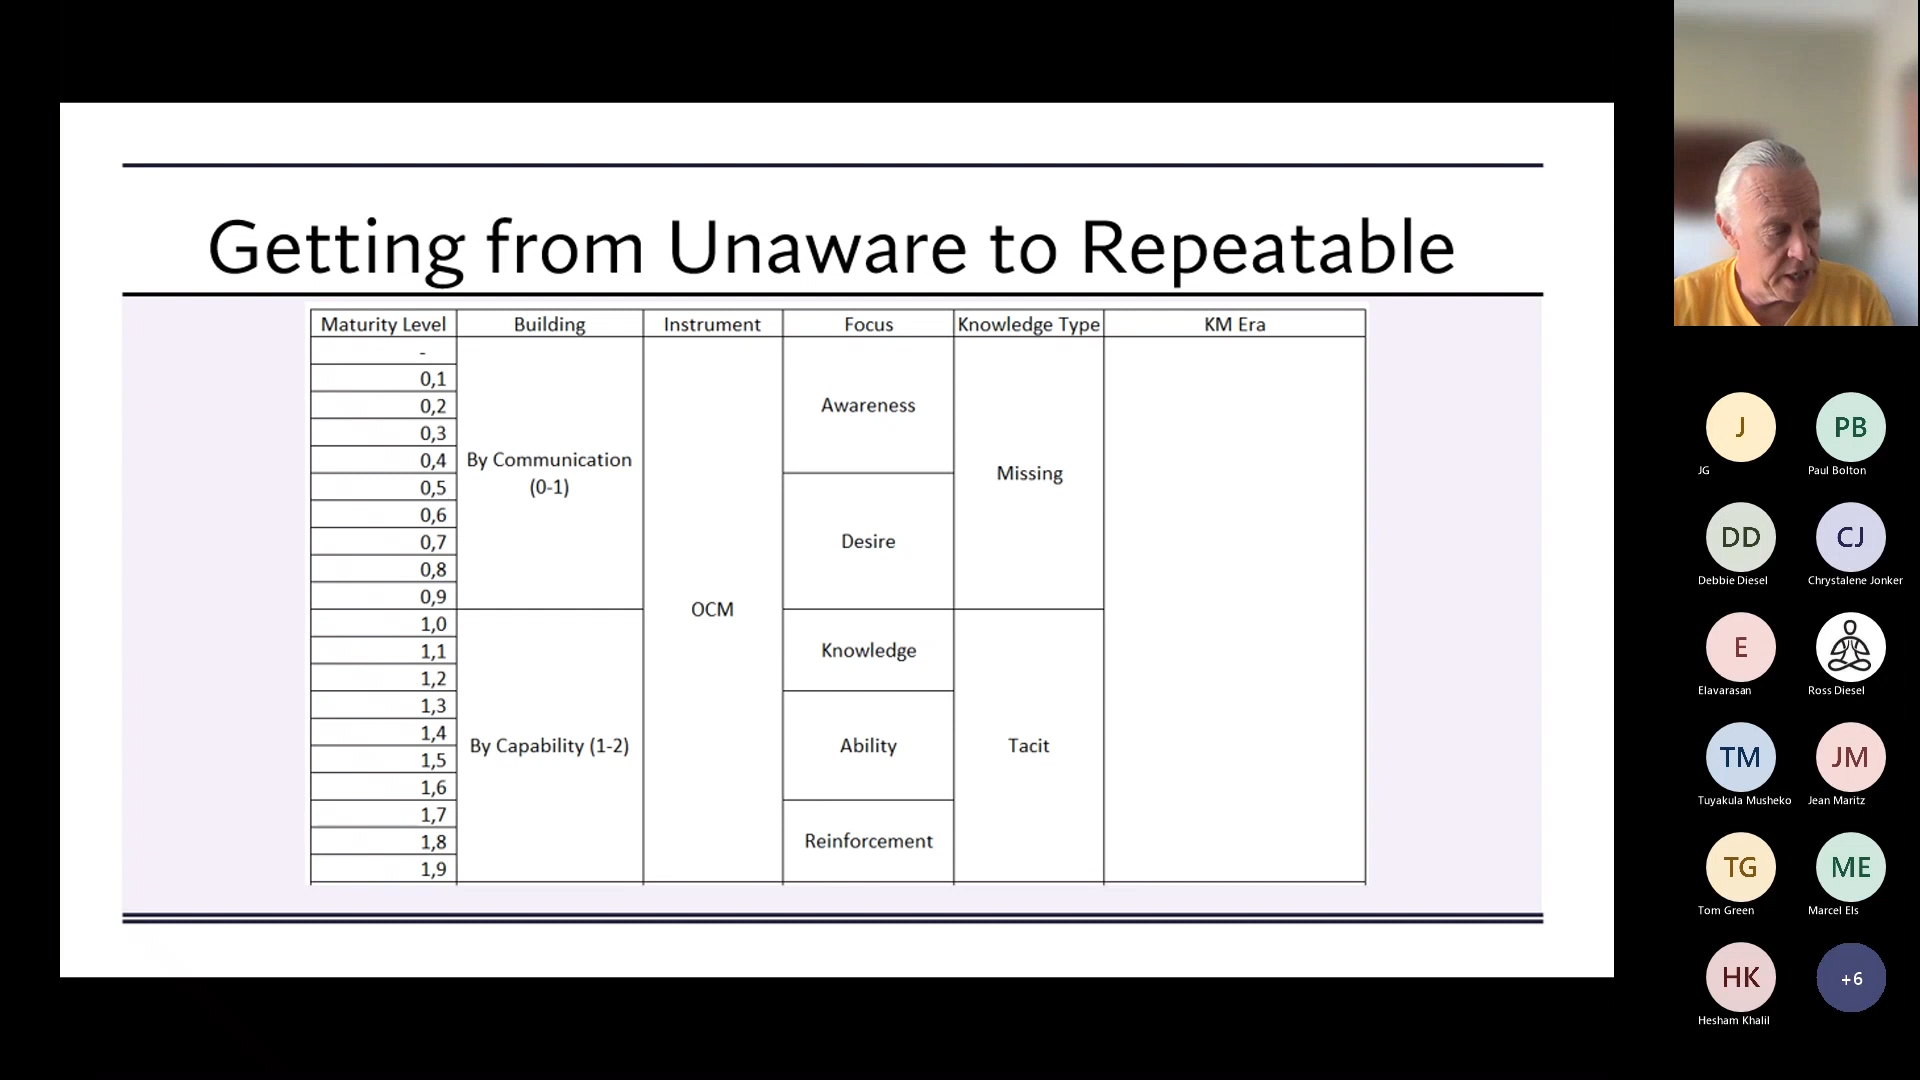 Getting from Unaware to Repeatable
Maturity Level Building Instrument Focus Knowledge Type KM Era
-
0,1
0,2
0,3
0,4
0,5
0,6
0,7
0,8
0,9
1,0
1,1
1,2
1,3
1,4
1,5
1,6
1,7
1,8
1,9
By Communication
(0-1)
By Capability (1-2)
OCM
Awareness
Desire
Knowledge
Ability
Reinforcement
Missing
Tacit
J
JG
PB
Paul Bolton
DD
Debbie Diesel
CJ
Chrystalene Jonker
E
Elavarasan
Ross Diesel
TM
Tuyakula Musheko
JM
Jean Maritz
TG
Tom Green
ME
Marcel Els
HK
Hesham Khalil
+6